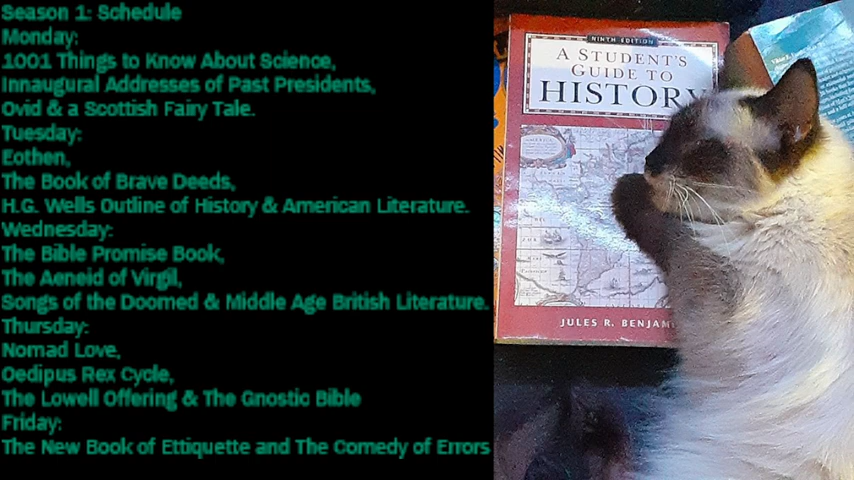 Season 1: Schedule
Monday:
1001 Things to Know About Science,
Innaugural Addresses of Past Presidents,
Ovid & a Scottish Fairy Tale.
Tuesday:
Eothen,
The Book of Brave Deeds,
H.G. Wells Outline of History & American Literature.
Wednesday:
The Bible Promise Book,
The Aeneid of Virgil,
Songs of the Doomed & Middle Age British Literature.
Thursday:
Nomad Love,
Oedipus Rex Cycle,
The Lowell Offering & The Gnostic Bible
Friday:
The New Book of Ettiquette and The Comedy of Errors
NINTH EDITION
A STUDENT'S
GUIDE TO
HISTORY
JULES R. BENJAM